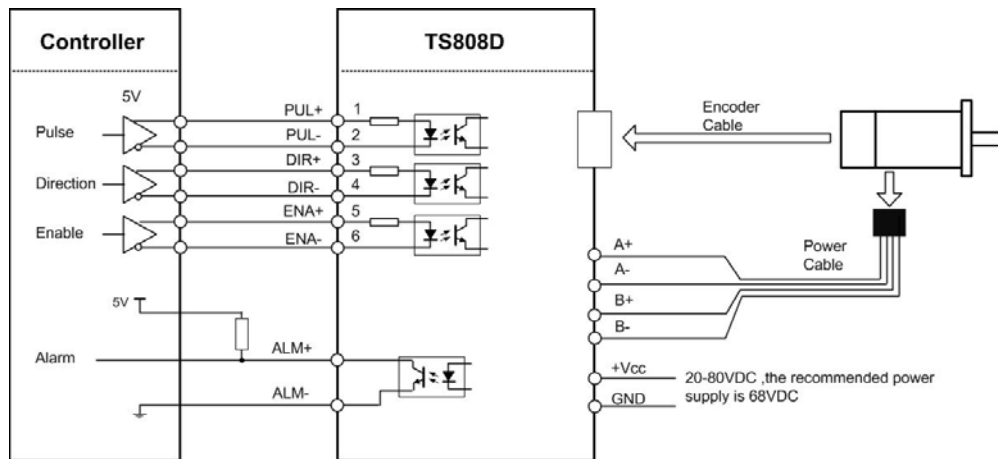 Controller
TS808D
5V
Pulse
PUL+
1
PUL-
2
Direction
DIR+
3
DIR-
4
Enable
ENA+
5
ENA-
6
Encoder
Cable
Power
Cable
A+
A-
B+
B-
5V
Alarm
ALM+
ALM-
+Vcc
GND
20-80VDC ,the recommended power
supply is 68VDC